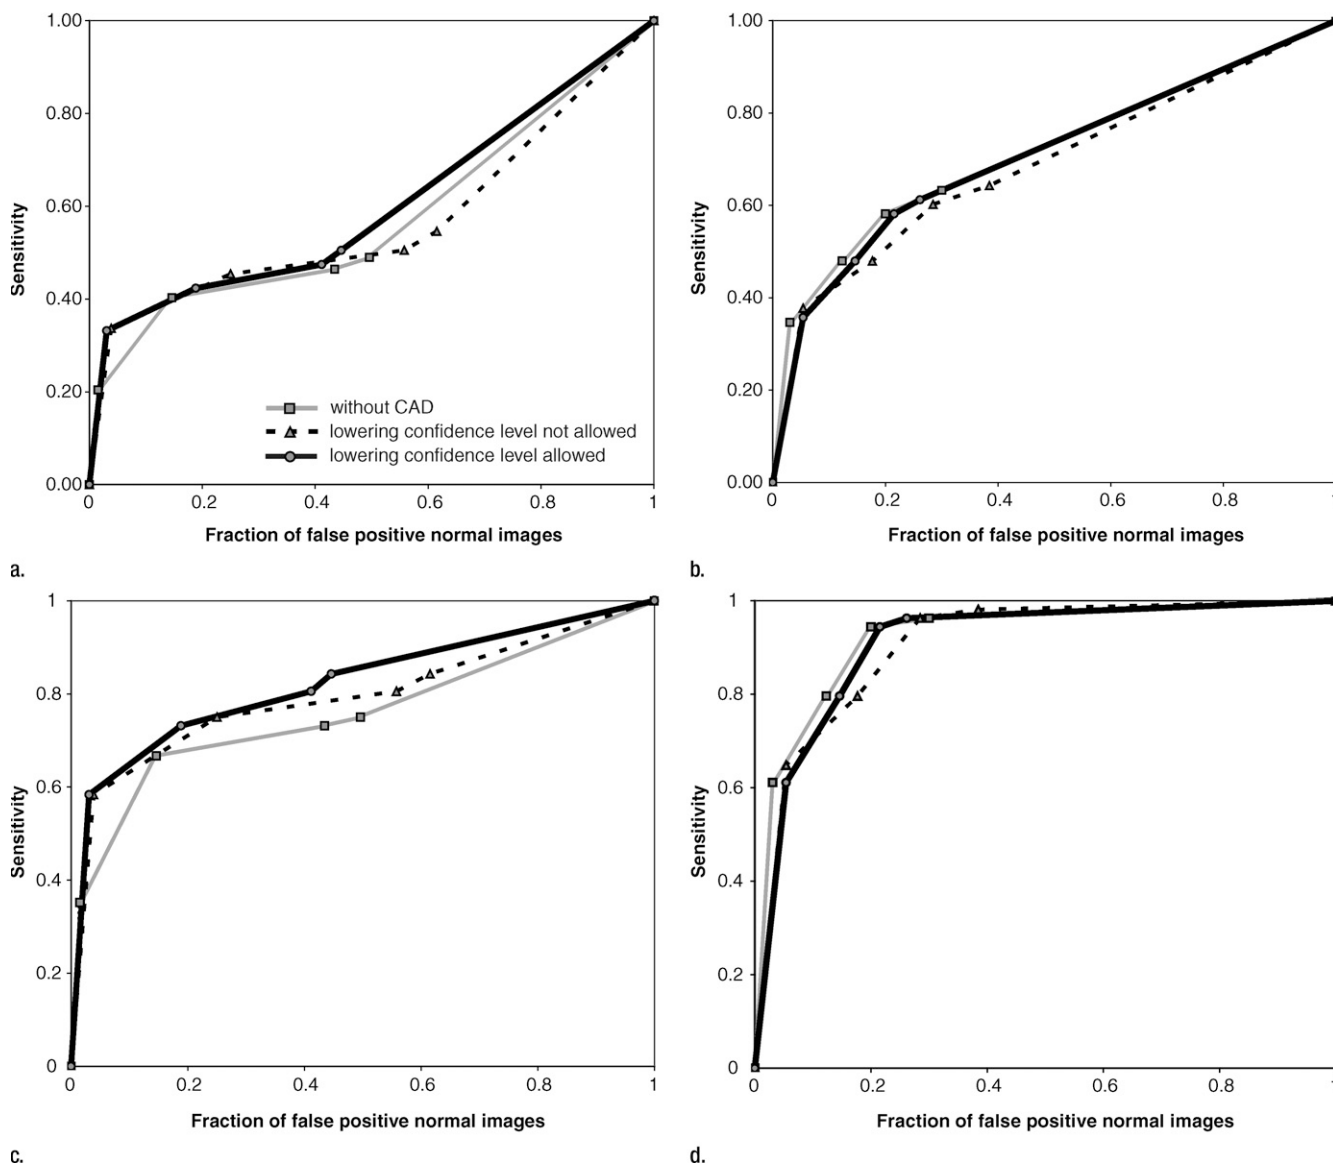 1.00
0.80
0.60
0.40
0.20
0.00
Sensitivity
without CAD
lowering confidence level not allowed
lowering confidence level allowed
0 0.2 0.4 0.6 0.8 1
Fraction of false positive normal images
a.
1.00
0.80
0.60
0.40
0.20
0.00
Sensitivity
0 0.2 0.4 0.6 0.8
Fraction of false positive normal images
b.
1
0.8
0.6
0.4
0.2
0
Sensitivity
0 0.2 0.4 0.6 0.8 1
Fraction of false positive normal images
c.
1
0.8
0.6
0.4
0.2
0
Sensitivity
0 0.2 0.4 0.6 0.8
Fraction of false positive normal images
d.